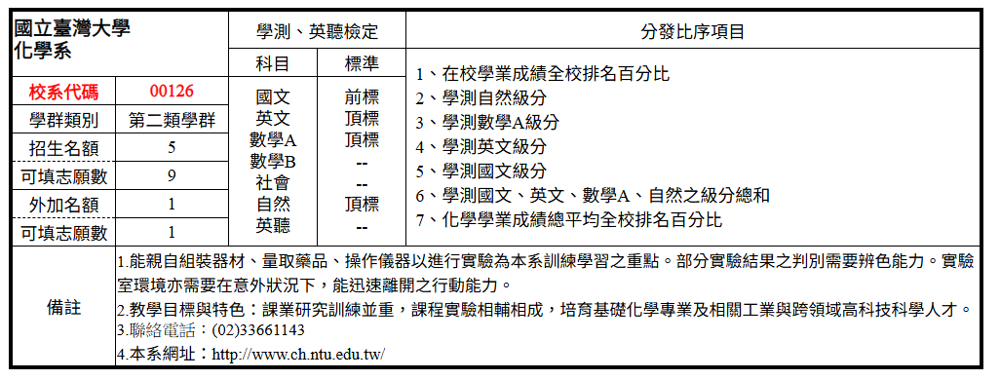 國立臺灣大學
化學系
學測、英聽檢定
分發比序項目
科目 標準
校系代碼 00126
學群類別 第二類學群
招生名額 5
可填志願數 9
外加名額 1
可填志願數 1
國文 前標
英文 頂標
數學A 頂標
數學B --
社會 --
自然 頂標
英聽 --
1、在校學業成績全校排名百分比
2、學測自然級分
3、學測數學A級分
4、學測英文級分
5、學測國文級分
6、學測國文、英文、數學A、自然之級分總和
7、化學學業成績總平均全校排名百分比
備註
1.能親自組裝器材、量取藥品、操作儀器以進行實驗為本系訓練學習之重點。部分實驗結果之判別需要辨色能力。實驗
室環境亦需要在意外狀況下，能迅速離開之行動能力。
2.教學目標與特色：課業研究訓練並重，課程實驗相輔相成，培育基礎化學專業及相關工業與跨領域高科技科學人才。
3.聯絡電話：(02)33661143
4.本系網址：http://www.ch.ntu.edu.tw/